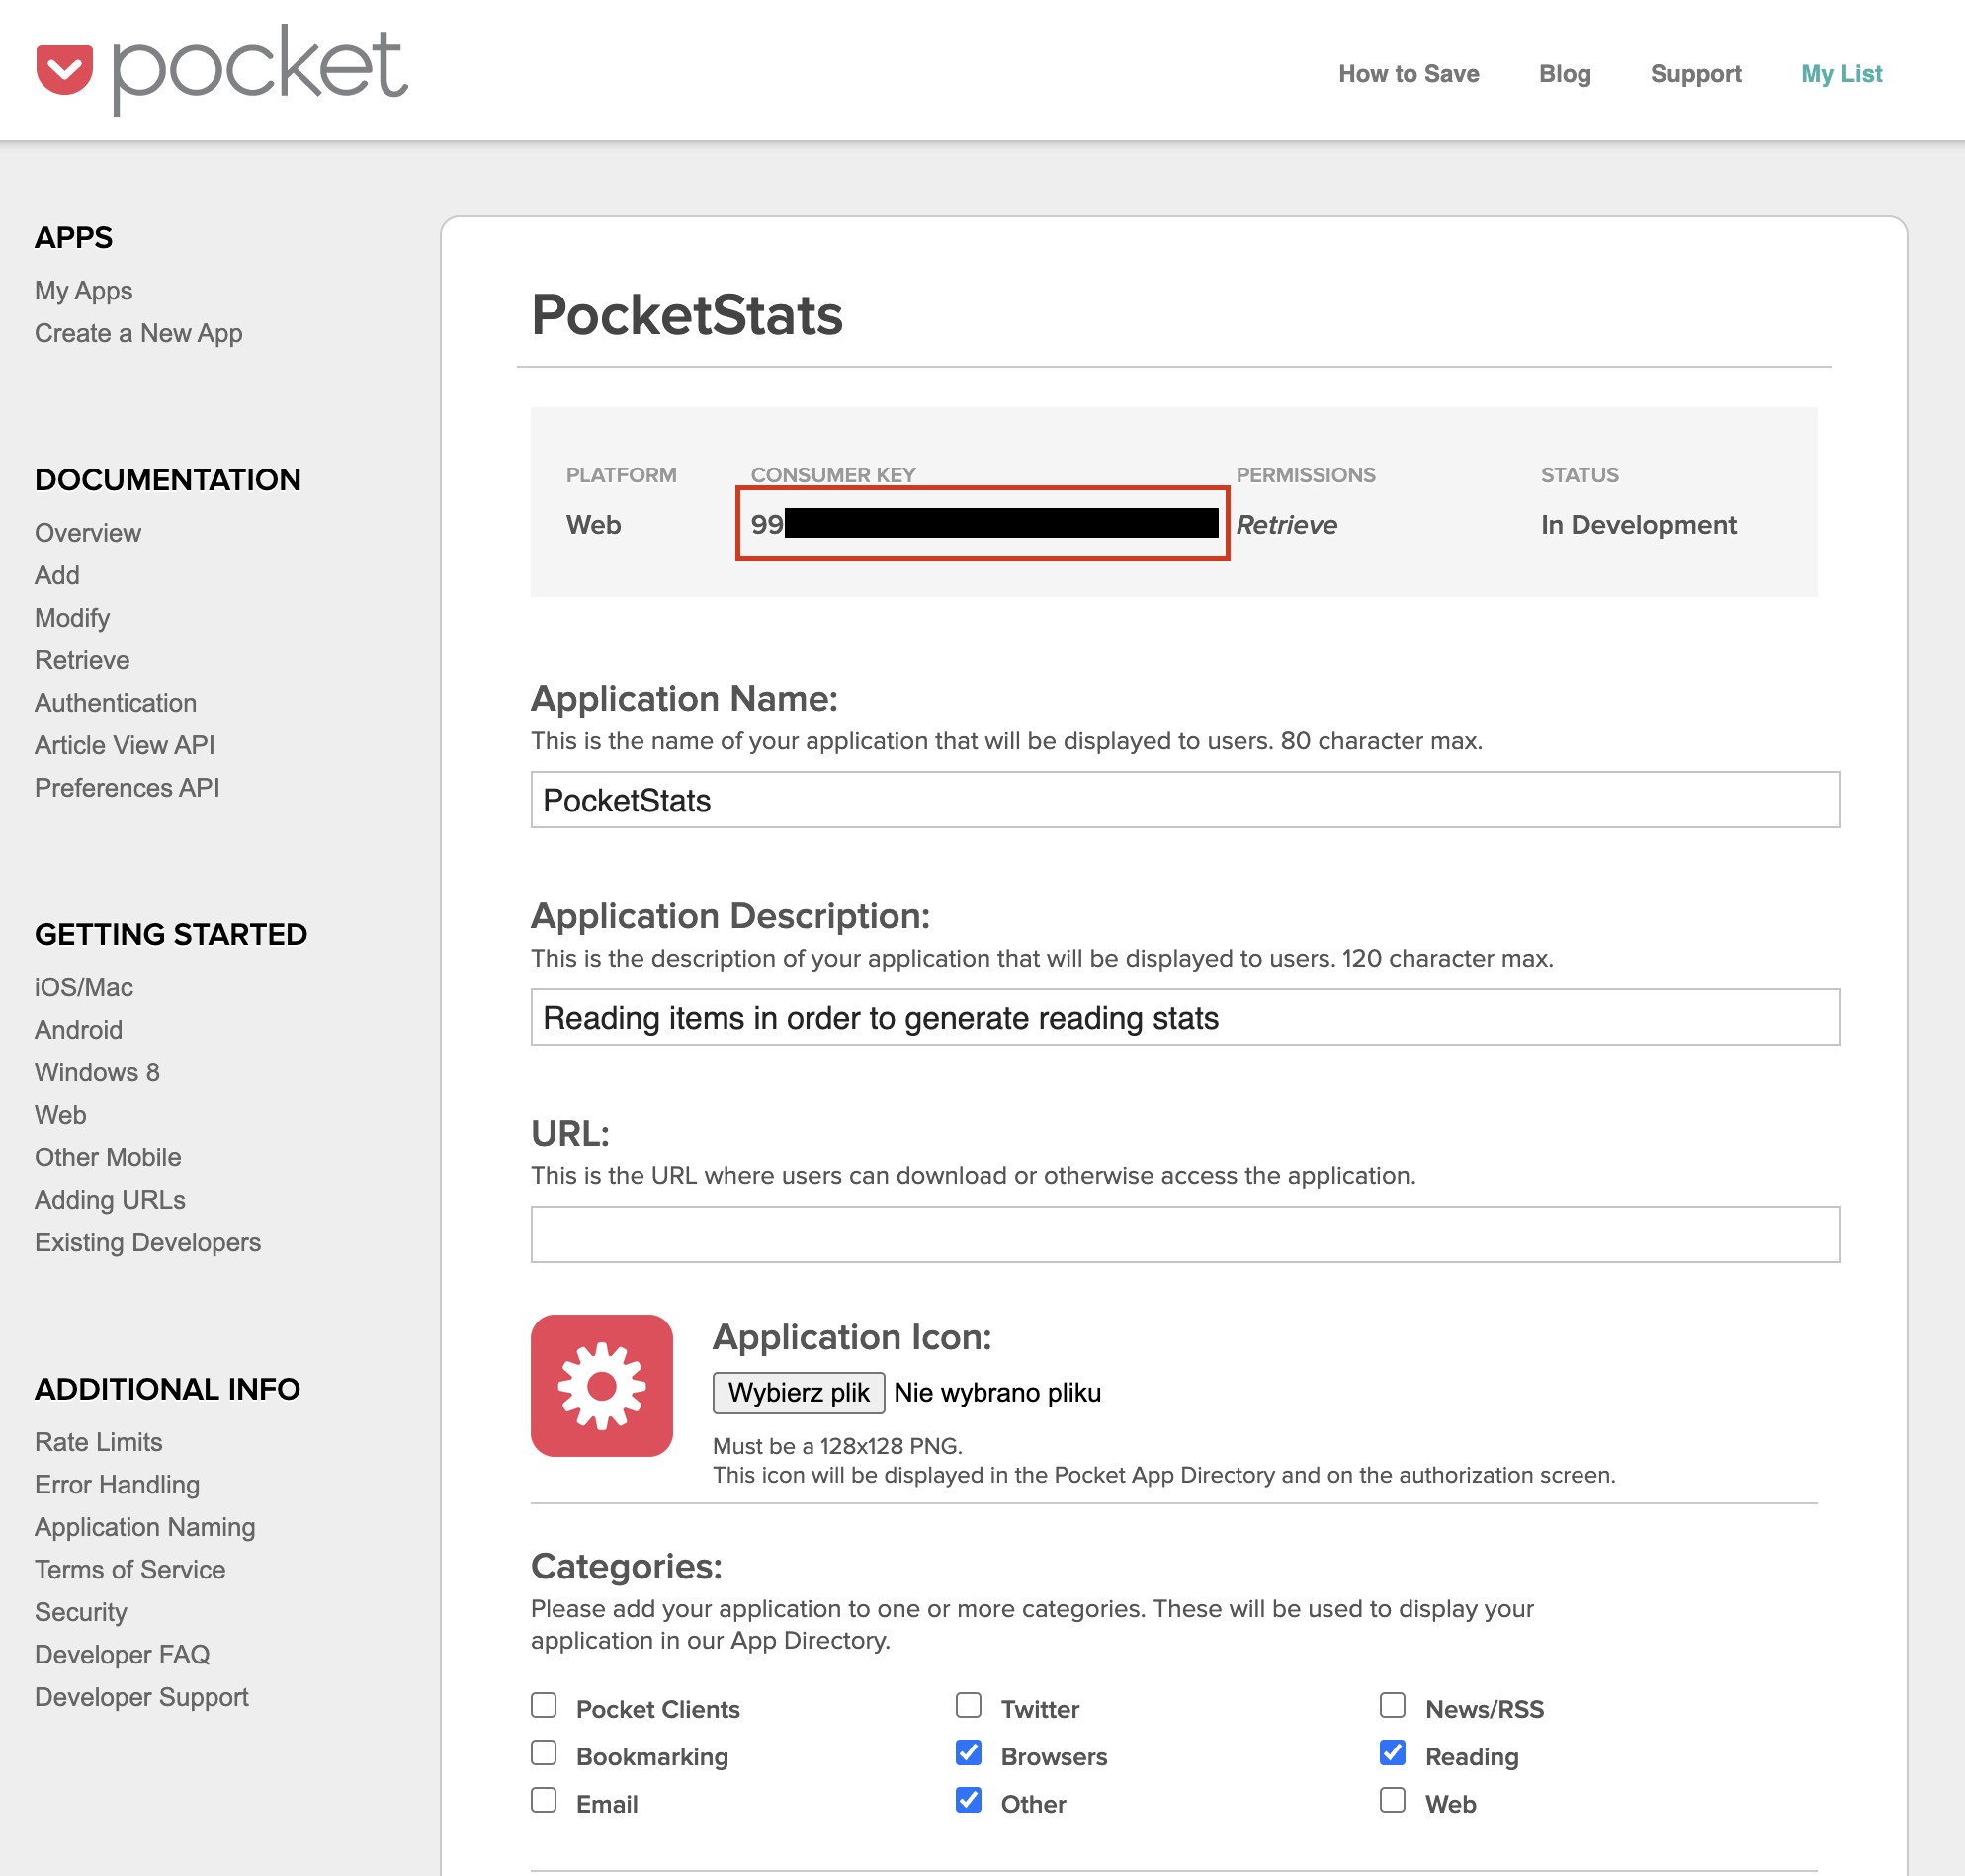 pocket
How to Save
Blog
Support
My List
APPS
My Apps
Create a New App
DOCUMENTATION
Overview
Add
Modify
Retrieve
Authentication
Article View API
Preferences API
GETTING STARTED
iOS/Mac
Android
Windows 8
Web
Other Mobile
Adding URLs
Existing Developers
ADDITIONAL INFO
Rate Limits
Error Handling
Application Naming
Terms of Service
Security
Developer FAQ
Developer Support
PocketStats
PLATFORM CONSUMER KEY PERMISSIONS STATUS
Web 99 Retrieve In Development
Application Name:
This is the name of your application that will be displayed to users. 80 character max.
PocketStats
Application Description:
This is the description of your application that will be displayed to users. 120 character max.
Reading items in order to generate reading stats
URL:
This is the URL where users can download or otherwise access the application.
Application Icon:
Wybierz plik Nie wybrano pliku
Must be a 128x128 PNG.
This icon will be displayed in the Pocket App Directory and on the authorization screen.
Categories:
Please add your application to one or more categories. These will be used to display your
application in our App Directory.
Pocket Clients Twitter News/RSS
Bookmarking Browsers Reading
Email Other Web